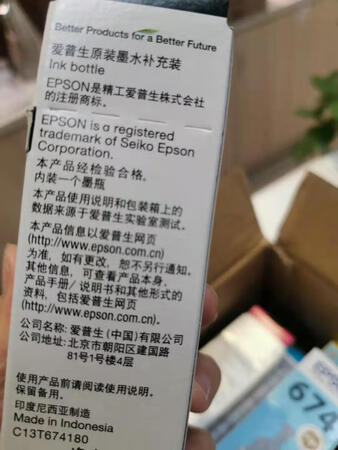 Better Products for a Better Future
爱普生原装墨水补充装
Ink bottle
EPSON是精工爱普生株式会社
的注册商标。
EPSON is a registered
trademark of Seiko Epson
Corporation.
本产品经检验合格。
内装一个墨瓶
本产品使用说明和包装箱上的
数据来源于爱普生实验室测试。
本产品信息以爱普生网页
(http://www.epson.com.cn)
为准，如有更改，恕不另行通知。
其他信息，可查看产品本身、
产品手册/说明书和其他形式的
资料，包括爱普生网页
(http://www.epson.com.cn)。
公司名称: 爱普生(中国)有限公司
公司地址: 北京市朝阳区建国路
81号1号楼4层
使用产品前请阅读使用说明。
保留备用。
印度尼西亚制造
Made in Indonesia
C13T674180
674